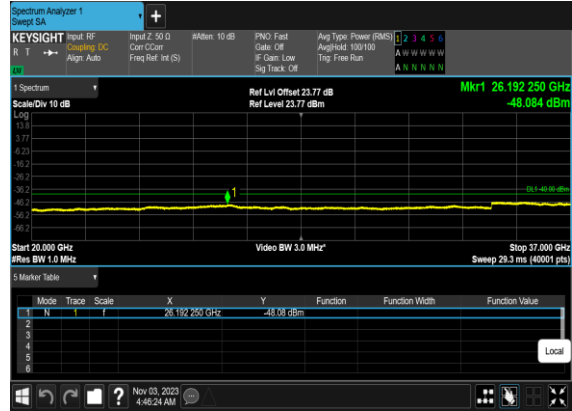 Spectrum Analyzer 1
Swept SA
+
KEYSIGHT Input: RF Input Z: 50 Ω #Atten: 10 dB PNO: Fast Avg Type: Power (RMS) 1 2 3 4 5 6
R T Coupling: DC Corr CCorr Gate: Off Avg|Hold: 100/100 A W W W W W
Align: Auto Freq Ref: Int (S) IF Gain: Low Trig: Free Run
Sig Track: Off A N N N N N
LW
1 Spectrum Ref Lvl Offset 23.77 dB Mkr1 26.192 250 GHz
Scale/Div 10 dB Ref Level 23.77 dBm -48.084 dBm
Log
13.8
3.77
-6.23
-16.2
-26.2
-36.2 1 DL1 -40.00 dBm
-46.2
-56.2
-66.2
Start 20.000 GHz Video BW 3.0 MHz* Stop 37.000 GHz
#Res BW 1.0 MHz Sweep 29.3 ms (40001 pts)
5 Marker Table
Mode Trace Scale X Y Function Function Width Function Value
1 N 1 f 26.192 250 GHz -48.08 dBm
2
3
4
5
6
Local
? Nov 03, 2023
4:46:24 AM